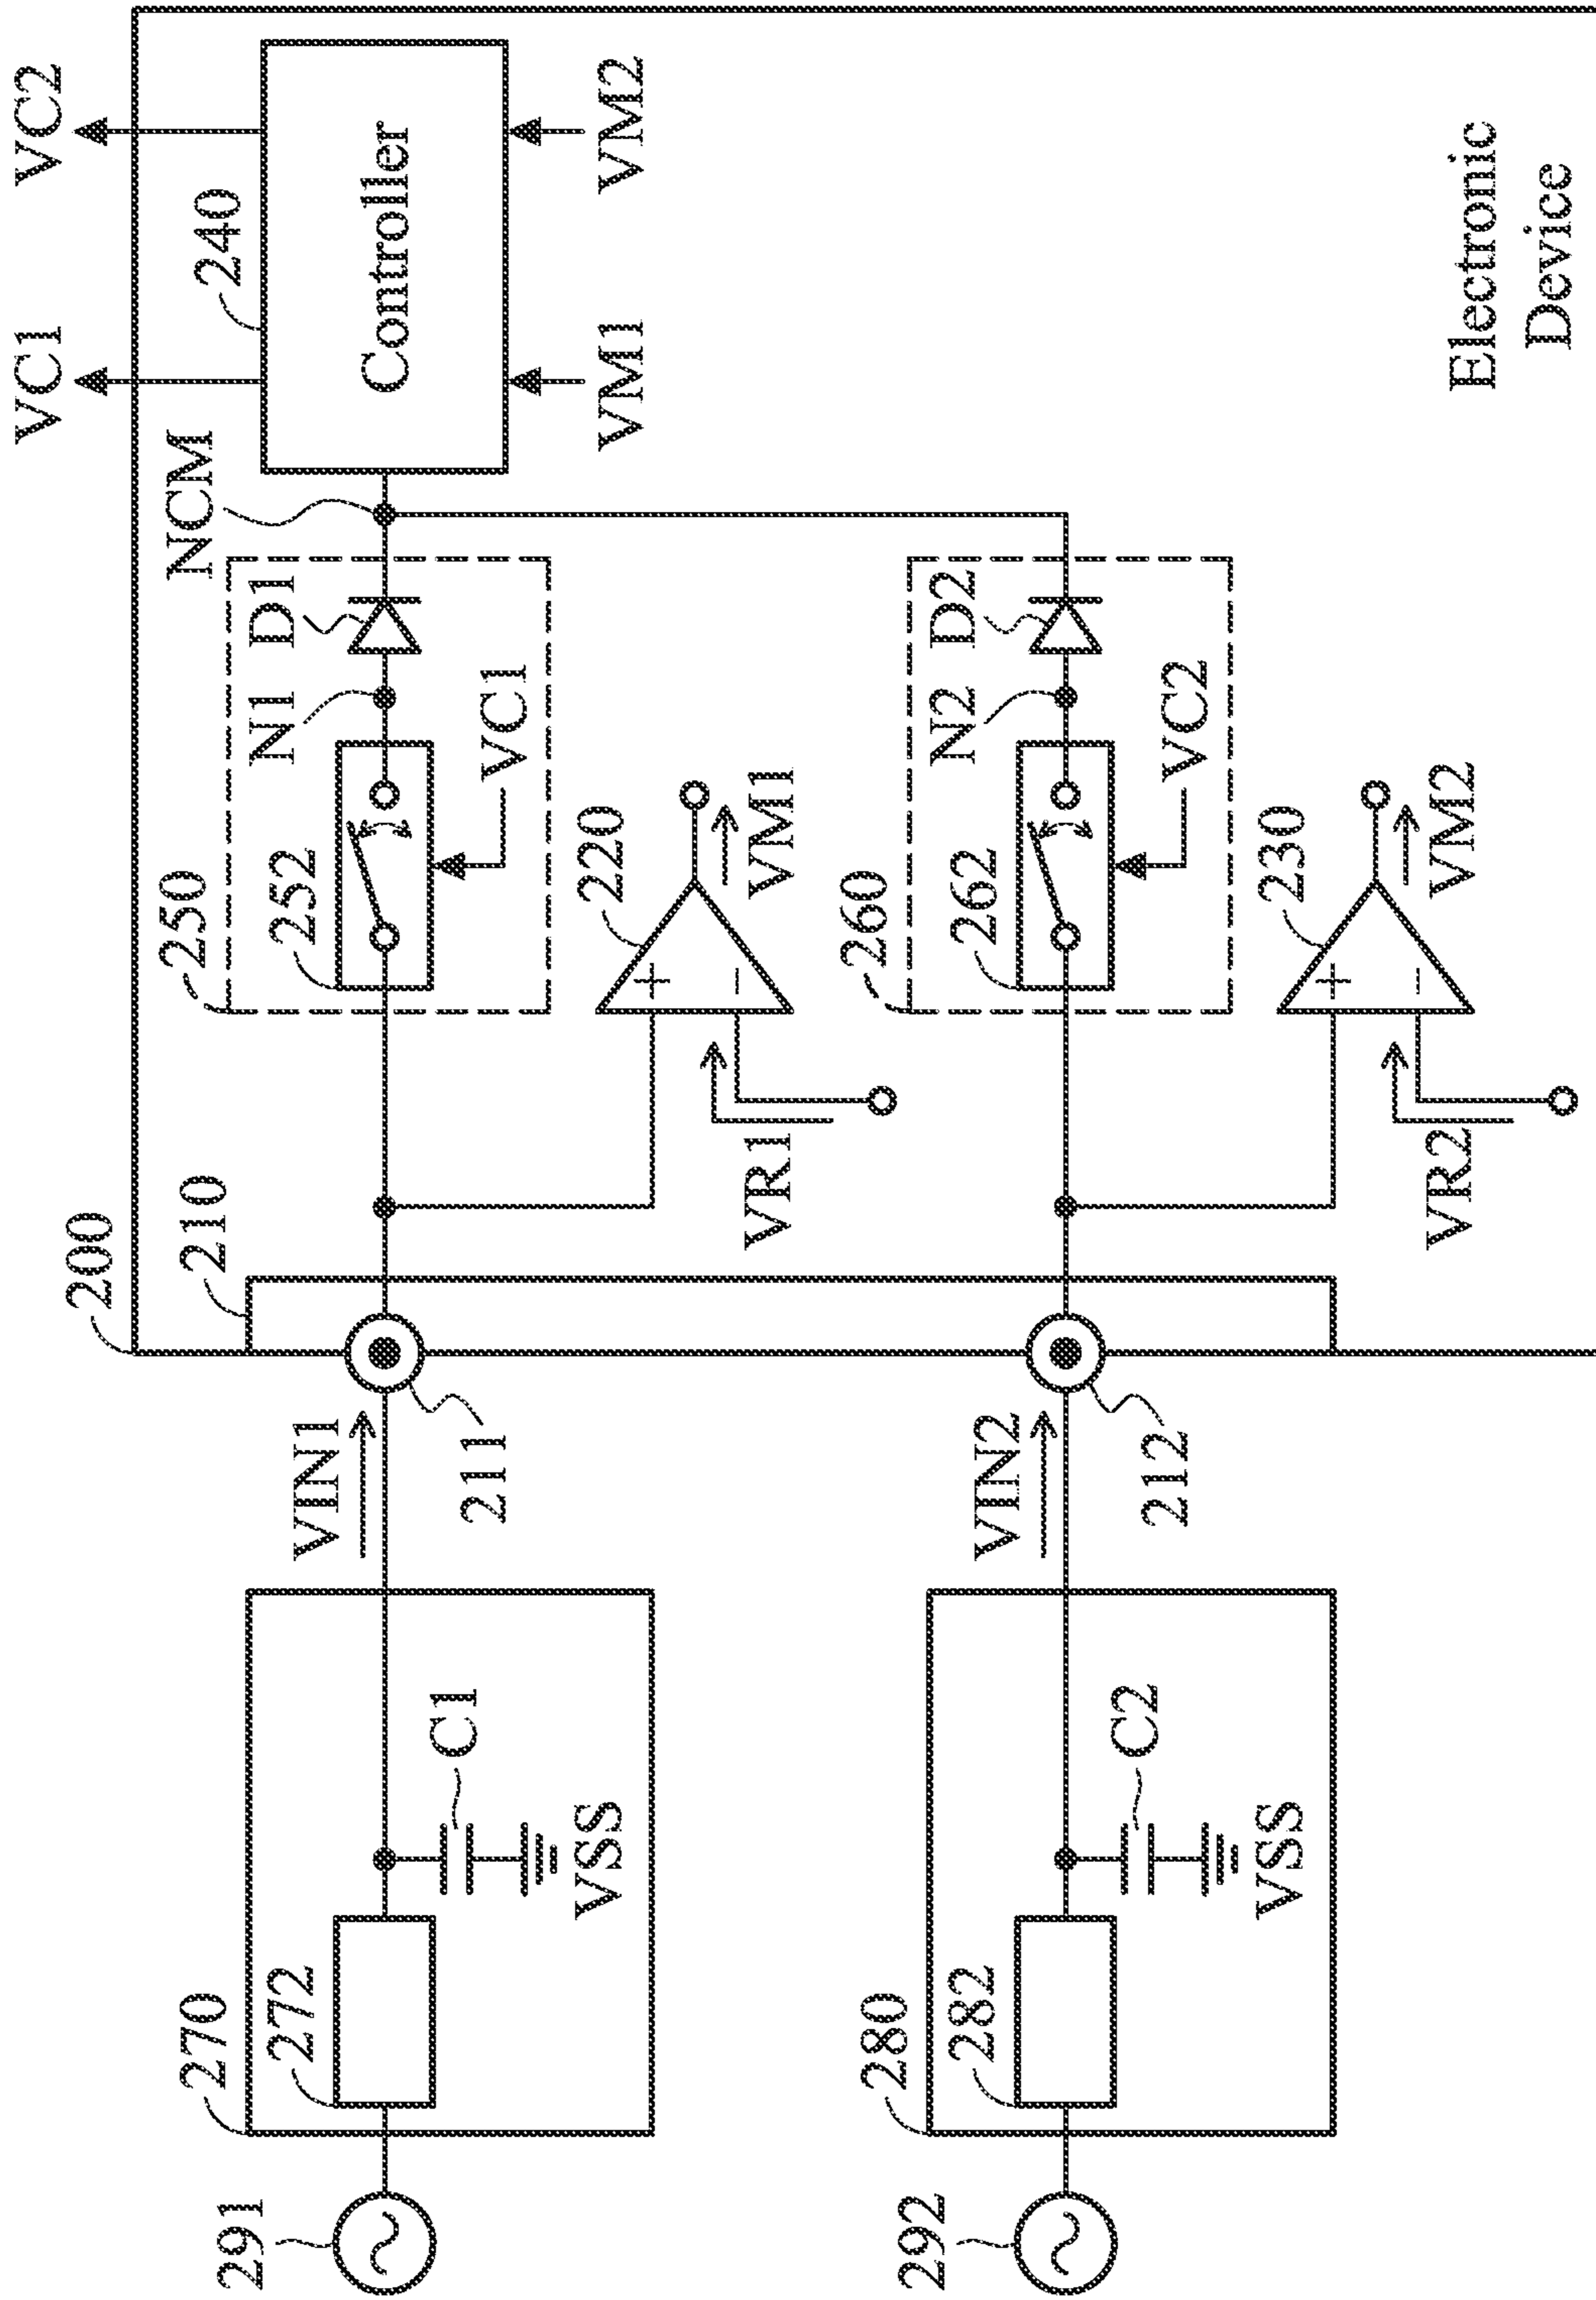 VC1
VC2
200
210
240
NCM
Controller
VM1
VM2
250
252
N1
D1
VC1
270
272
C1
VSS
291
VIN1
211
220
+
-
VR1
VM1
260
262
N2
D2
VC2
280
282
C2
VSS
292
VIN2
212
230
+
-
VR2
VM2
Electronic
Device